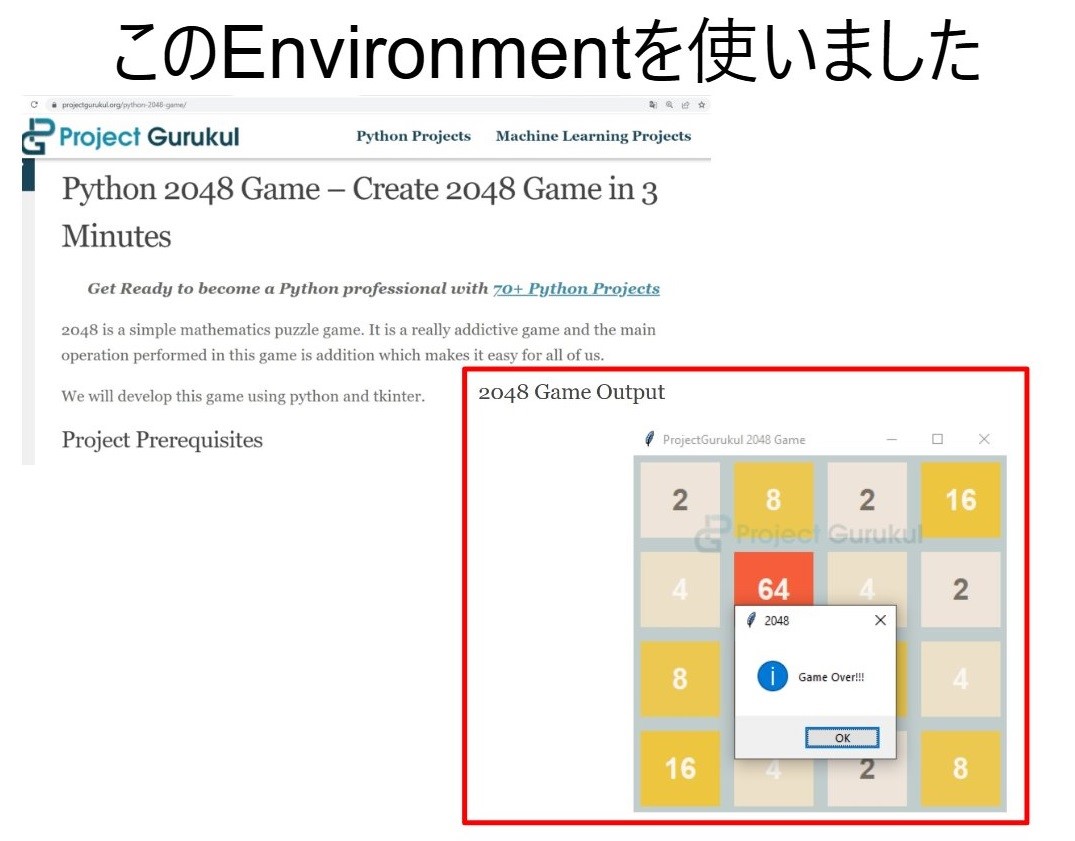 このEnvironmentを使いました
projectgurukul.org/python-2048-game/
Project Gurukul
Python Projects Machine Learning Projects
Python 2048 Game – Create 2048 Game in 3
Minutes
Get Ready to become a Python professional with 70+ Python Projects
2048 is a simple mathematics puzzle game. It is a really addictive game and the main
operation performed in this game is addition which makes it easy for all of us.
We will develop this game using python and tkinter.
Project Prerequisites
2048 Game Output
ProjectGurukul 2048 Game
2 8 2 16
Project Gurukul
4 64 4 2
2048
8 4
Game Over!!!
OK
16 4 2 8